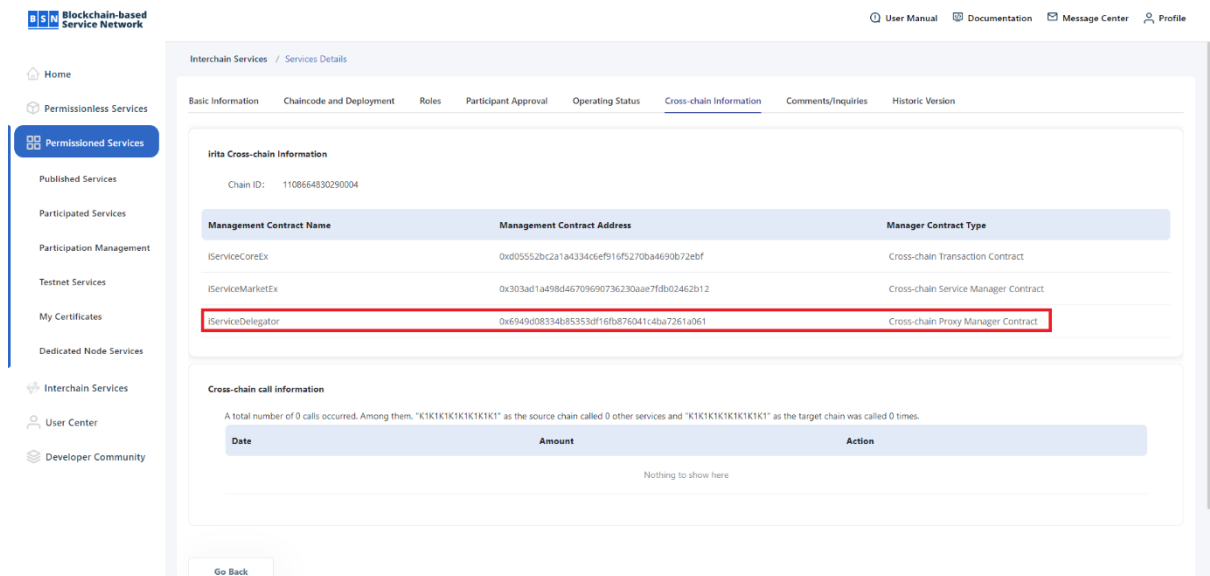 BSN Blockchain-based Service Network
User Manual Documentation Message Center Profile
Interchain Services / Services Details
Home
Permissionless Services
Permissioned Services
Published Services
Participated Services
Participation Management
Testnet Services
My Certificates
Dedicated Node Services
Interchain Services
User Center
Developer Community
Basic Information Chaincode and Deployment Roles Participant Approval Operating Status Cross-chain Information Comments/Inquiries Historic Version
irita Cross-chain Information
Chain ID: 1108664830290004
Management Contract Name Management Contract Address Manager Contract Type
iServiceCoreEx 0xd05552bc2a1a4334c6ef916f5270ba4690b72ebf Cross-chain Transaction Contract
iServiceMarketEx 0x303ad1a498d46709690736230aae7fdb02462b12 Cross-chain Service Manager Contract
iServiceDelegator 0x6949d08334b85353df16fb876041c4ba7261a061 Cross-chain Proxy Manager Contract
Cross-chain call information
A total number of 0 calls occurred. Among them, "K1K1K1K1K1K1K1K1" as the source chain called 0 other services and "K1K1K1K1K1K1K1K1" as the target chain was called 0 times.
Date Amount Action
Nothing to show here
Go Back